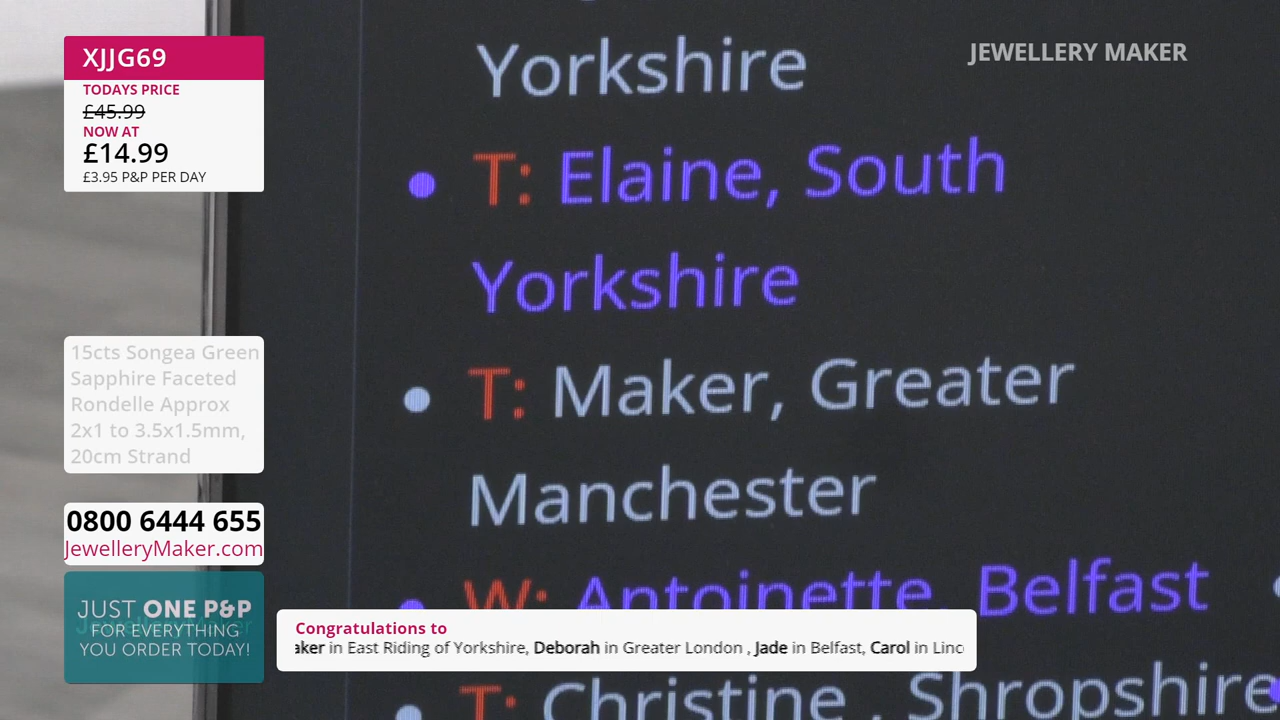 XJJG69
TODAYS PRICE
£45.99
NOW AT
£14.99
£3.95 P&P PER DAY
15cts Songea Green
Sapphire Faceted
Rondelle Approx
2x1 to 3.5x1.5mm,
20cm Strand
0800 6444 655
JewelleryMaker.com
JUST ONE P&P
FOR EVERYTHING
YOU ORDER TODAY!
JEWELLERY MAKER
Yorkshire
• T: Elaine, South
Yorkshire
• T: Maker, Greater
Manchester
• W: Antoinette, Belfast
• T: Christine , Shropshire
Congratulations to
aker in East Riding of Yorkshire, Deborah in Greater London , Jade in Belfast, Carol in Linc